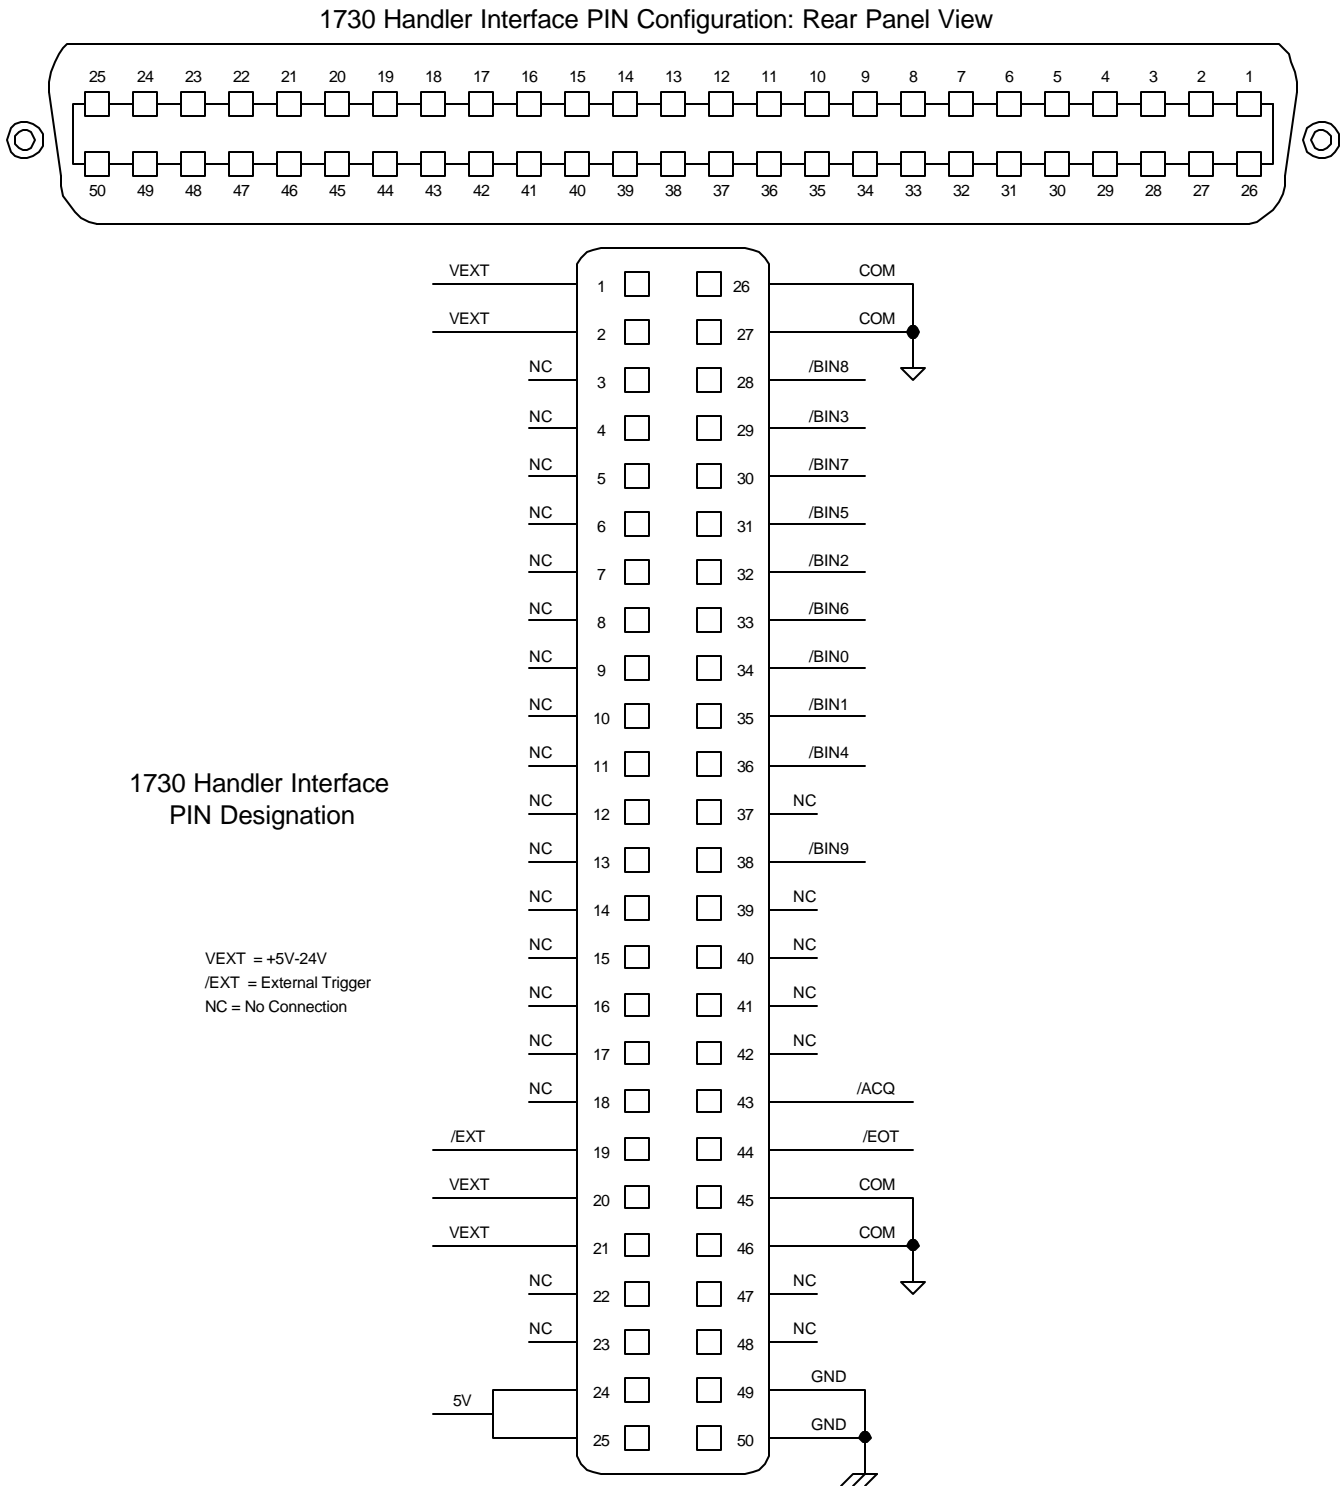 1730 Handler Interface PIN Configuration: Rear Panel View
25 24 23 22 21 20 19 18 17 16 15 14 13 12 11 10 9 8 7 6 5 4 3 2 1
50 49 48 47 46 45 44 43 42 41 40 39 38 37 36 35 34 33 32 31 30 29 28 27 26
VEXT 1 26 COM
VEXT 2 27 COM
NC 3 28 /BIN8
NC 4 29 /BIN3
NC 5 30 /BIN7
NC 6 31 /BIN5
NC 7 32 /BIN2
NC 8 33 /BIN6
NC 9 34 /BIN0
NC 10 35 /BIN1
NC 11 36 /BIN4
NC 12 37 NC
NC 13 38 /BIN9
NC 14 39 NC
NC 15 40 NC
NC 16 41 NC
NC 17 42 NC
NC 18 43 /ACQ
/EXT 19 44 /EOT
VEXT 20 45 COM
VEXT 21 46 COM
NC 22 47 NC
NC 23 48 NC
5V 24 49 GND
25 50 GND
1730 Handler Interface
PIN Designation
VEXT = +5V-24V
/EXT = External Trigger
NC = No Connection